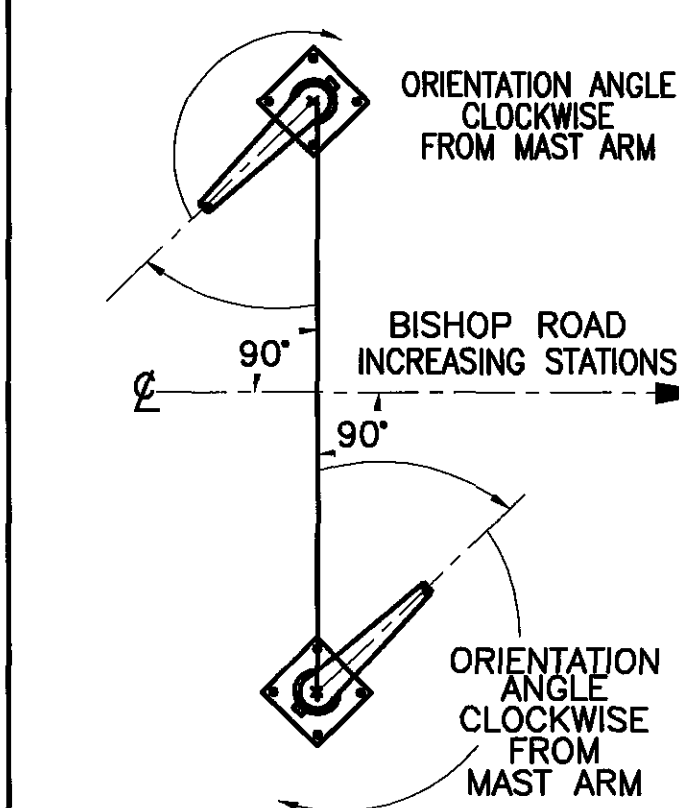 ORIENTATION ANGLE
CLOCKWISE
FROM MAST ARM
BISHOP ROAD
INCREASING STATIONS
90°
℄
90°
ORIENTATION
ANGLE
CLOCKWISE
FROM
MAST ARM